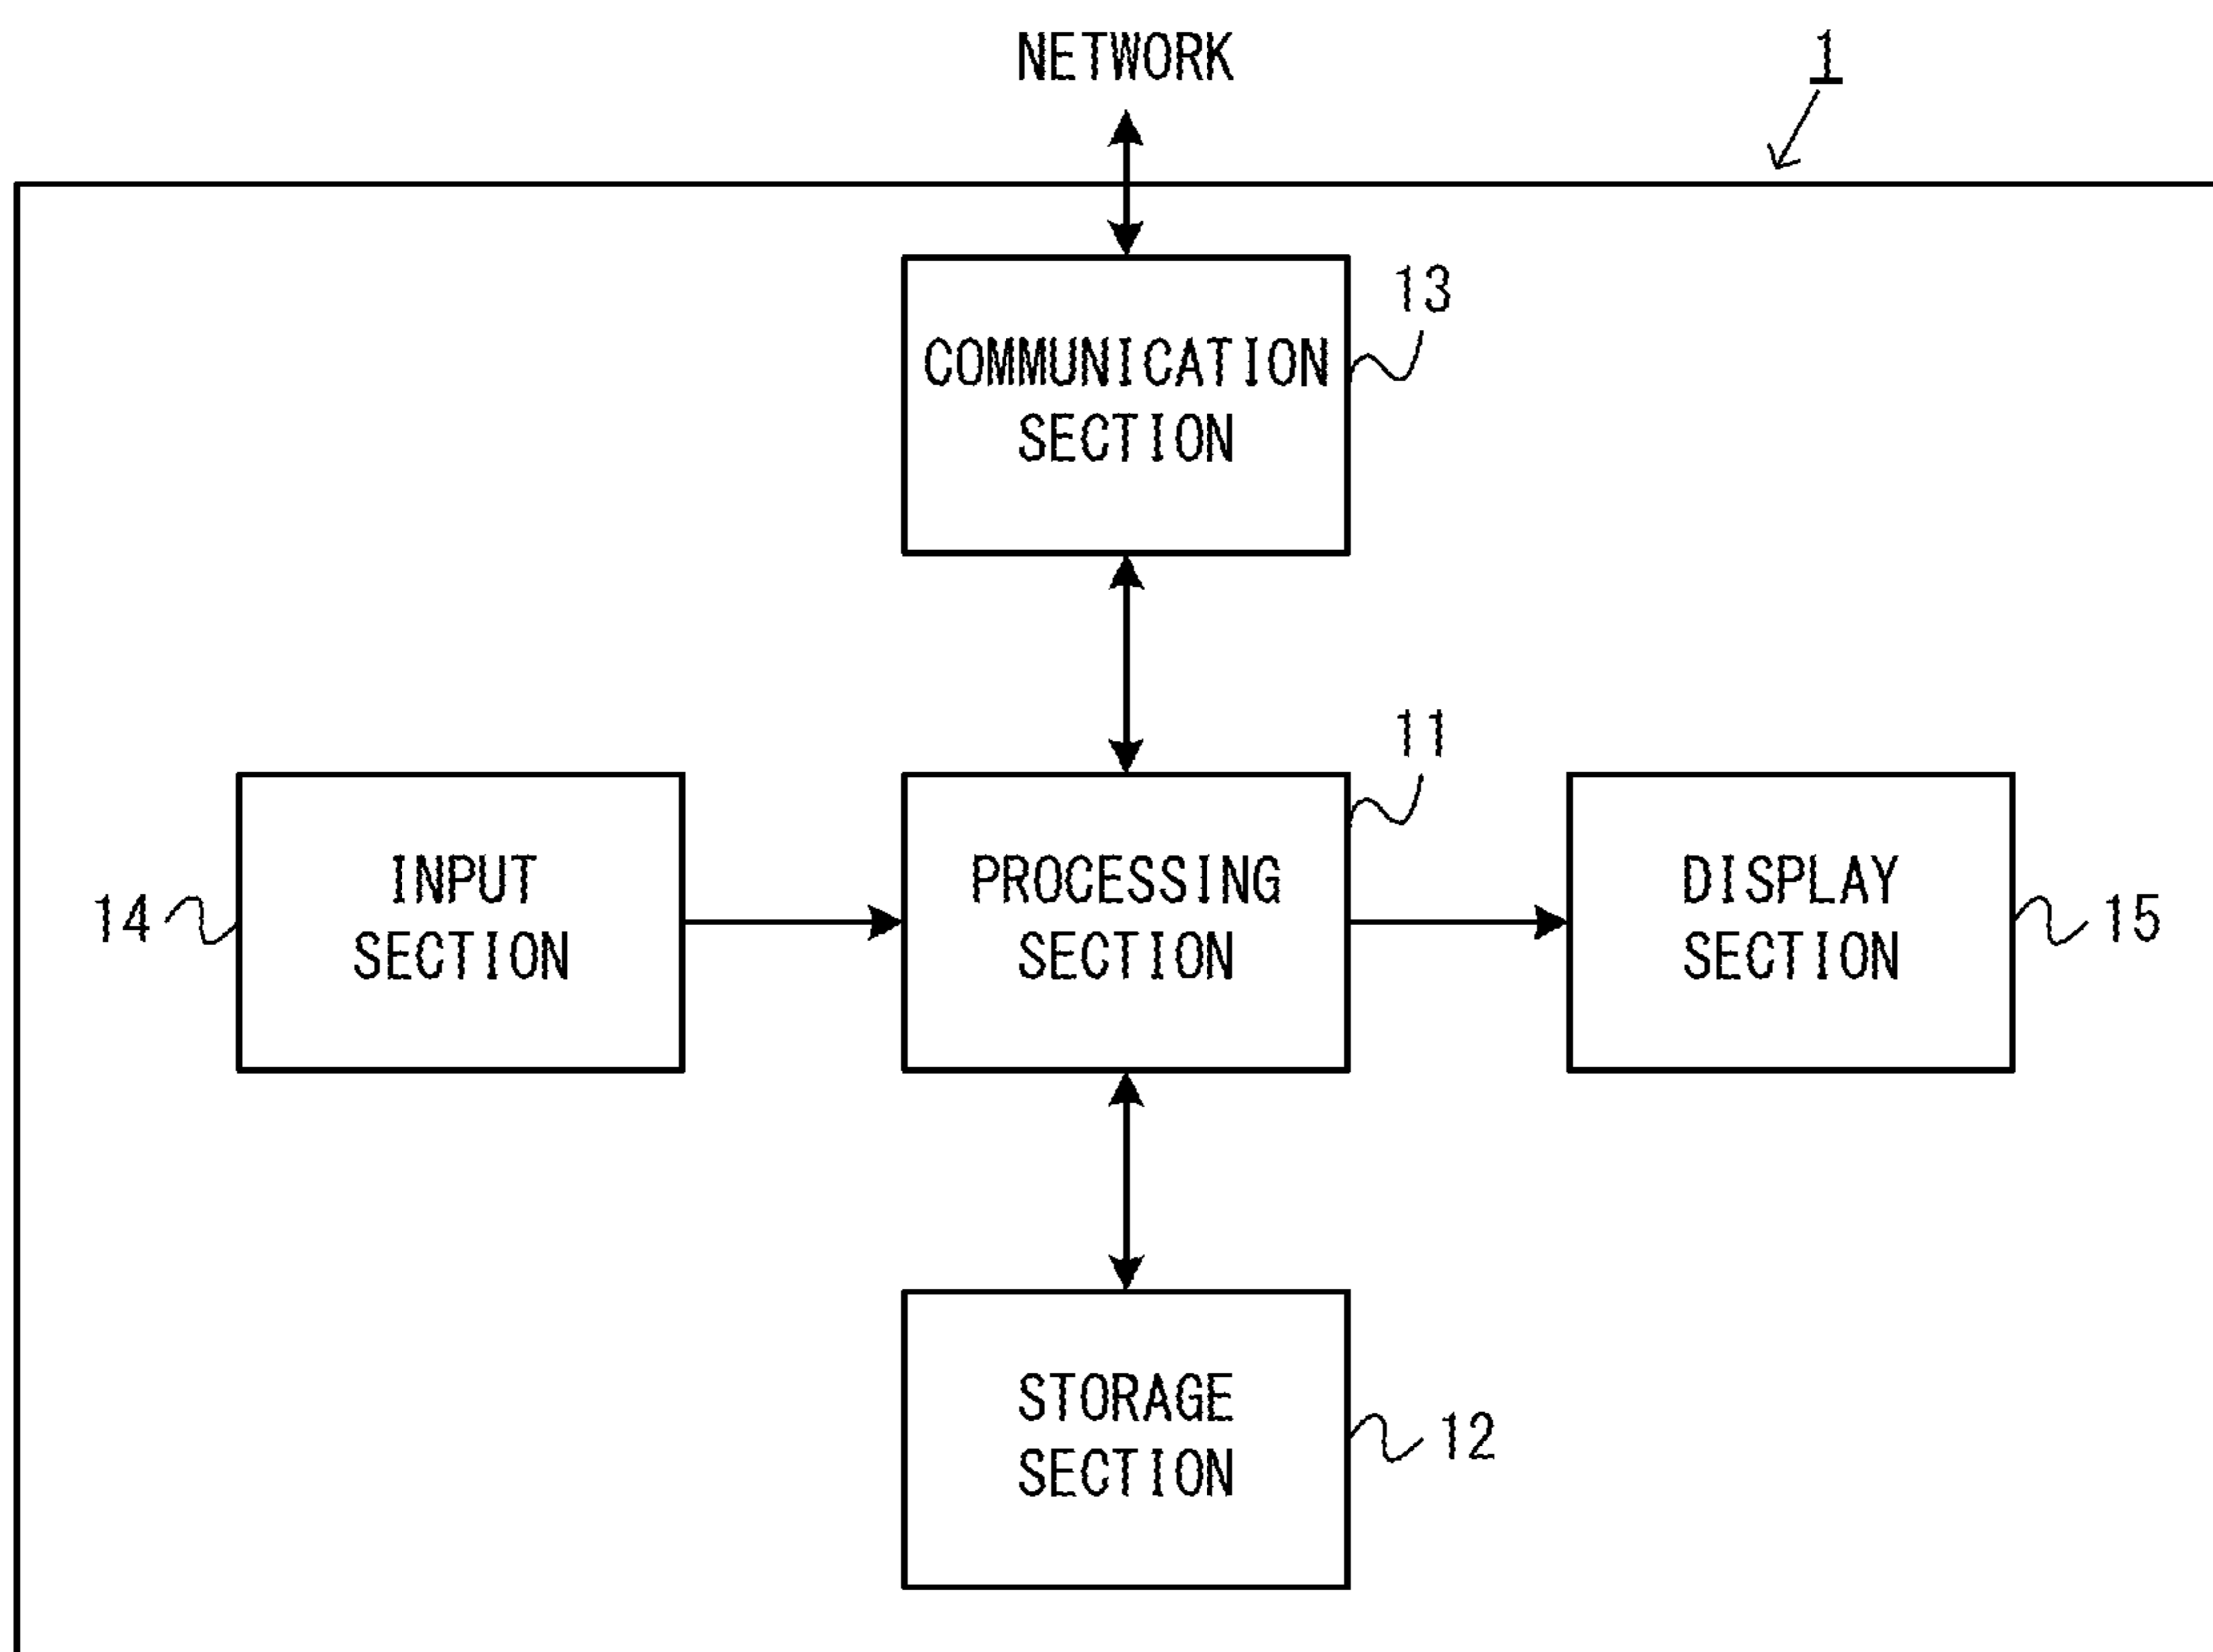 NETWORK
1
COMMUNICATION
SECTION
13
11
INPUT
SECTION
14
PROCESSING
SECTION
DISPLAY
SECTION
15
STORAGE
SECTION
12